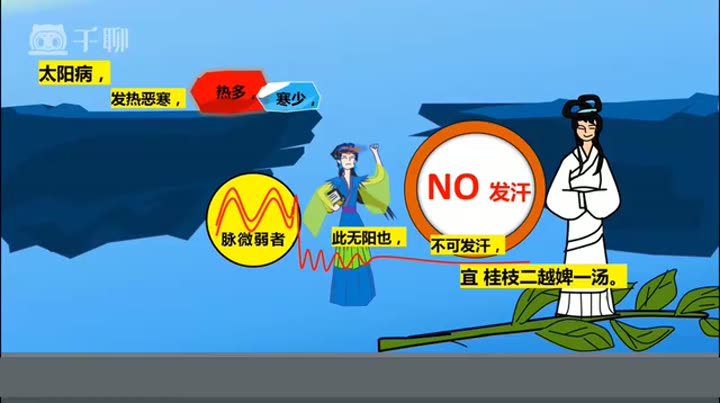 千聊
太阳病，
发热恶寒，
热多，
寒少，
NO 发汗
脉微弱者
此无阳也，
不可发汗，
宜 桂枝二越婢一汤。